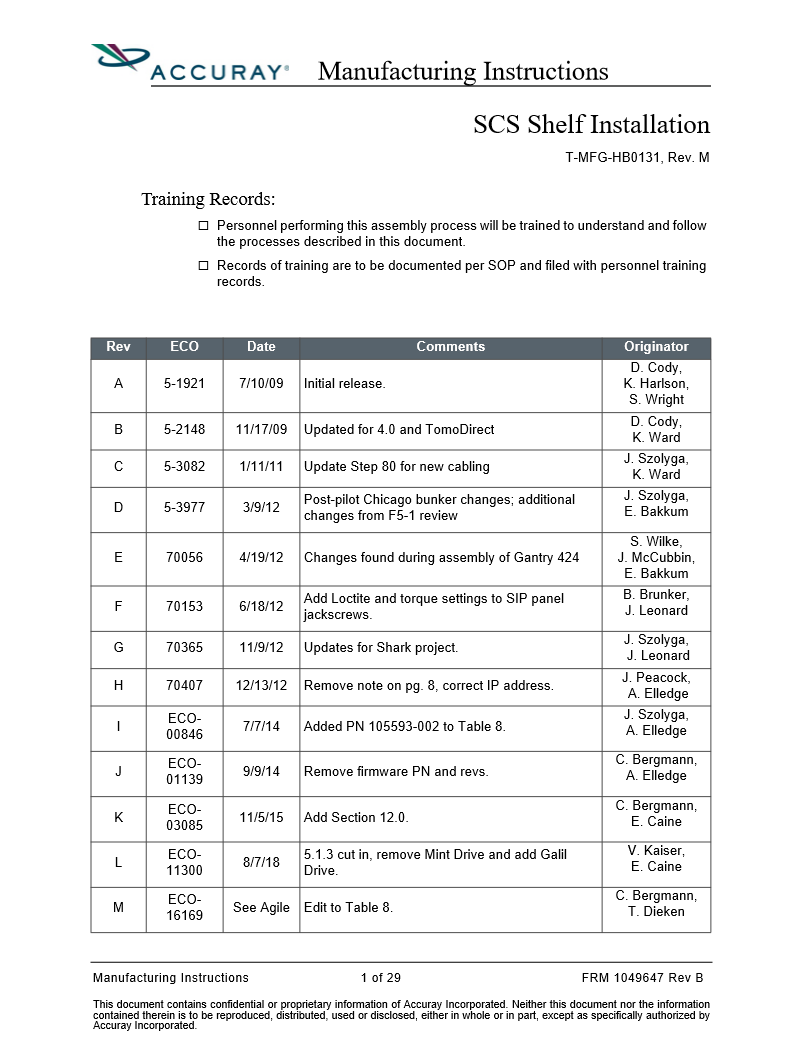 ACCURAY® Manufacturing Instructions
SCS Shelf Installation
T-MFG-HB0131, Rev. M
Training Records:
☐ Personnel performing this assembly process will be trained to understand and follow
the processes described in this document.
☐ Records of training are to be documented per SOP and filed with personnel training
records.
Rev ECO Date Comments Originator
A 5-1921 7/10/09 Initial release. D. Cody,
K. Harlson,
S. Wright
B 5-2148 11/17/09 Updated for 4.0 and TomoDirect D. Cody,
K. Ward
C 5-3082 1/11/11 Update Step 80 for new cabling J. Szolyga,
K. Ward
D 5-3977 3/9/12 Post-pilot Chicago bunker changes; additional
changes from F5-1 review J. Szolyga,
E. Bakkum
E 70056 4/19/12 Changes found during assembly of Gantry 424 S. Wilke,
J. McCubbin,
E. Bakkum
F 70153 6/18/12 Add Loctite and torque settings to SIP panel
jackscrews. B. Brunker,
J. Leonard
G 70365 11/9/12 Updates for Shark project. J. Szolyga,
J. Leonard
H 70407 12/13/12 Remove note on pg. 8, correct IP address. J. Peacock,
A. Elledge
I ECO-
00846 7/7/14 Added PN 105593-002 to Table 8. J. Szolyga,
A. Elledge
J ECO-
01139 9/9/14 Remove firmware PN and revs. C. Bergmann,
A. Elledge
K ECO-
03085 11/5/15 Add Section 12.0. C. Bergmann,
E. Caine
L ECO-
11300 8/7/18 5.1.3 cut in, remove Mint Drive and add Galil
Drive. V. Kaiser,
E. Caine
M ECO-
16169 See Agile Edit to Table 8. C. Bergmann,
T. Dieken
Manufacturing Instructions 1 of 29 FRM 1049647 Rev B
This document contains confidential or proprietary information of Accuray Incorporated. Neither this document nor the information
contained therein is to be reproduced, distributed, used or disclosed, either in whole or in part, except as specifically authorized by
Accuray Incorporated.